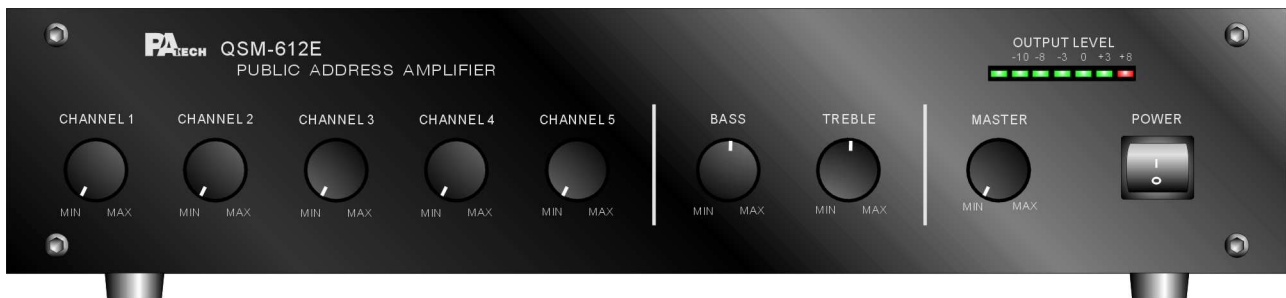 PATECH QSM-612E
PUBLIC ADDRESS AMPLIFIER
OUTPUT LEVEL
-10 -8 -3 0 +3 +8
CHANNEL 1 CHANNEL 2 CHANNEL 3 CHANNEL 4 CHANNEL 5 BASS TREBLE MASTER POWER
I
O
MIN MAX MIN MAX MIN MAX MIN MAX MIN MAX MIN MAX MIN MAX MIN MAX